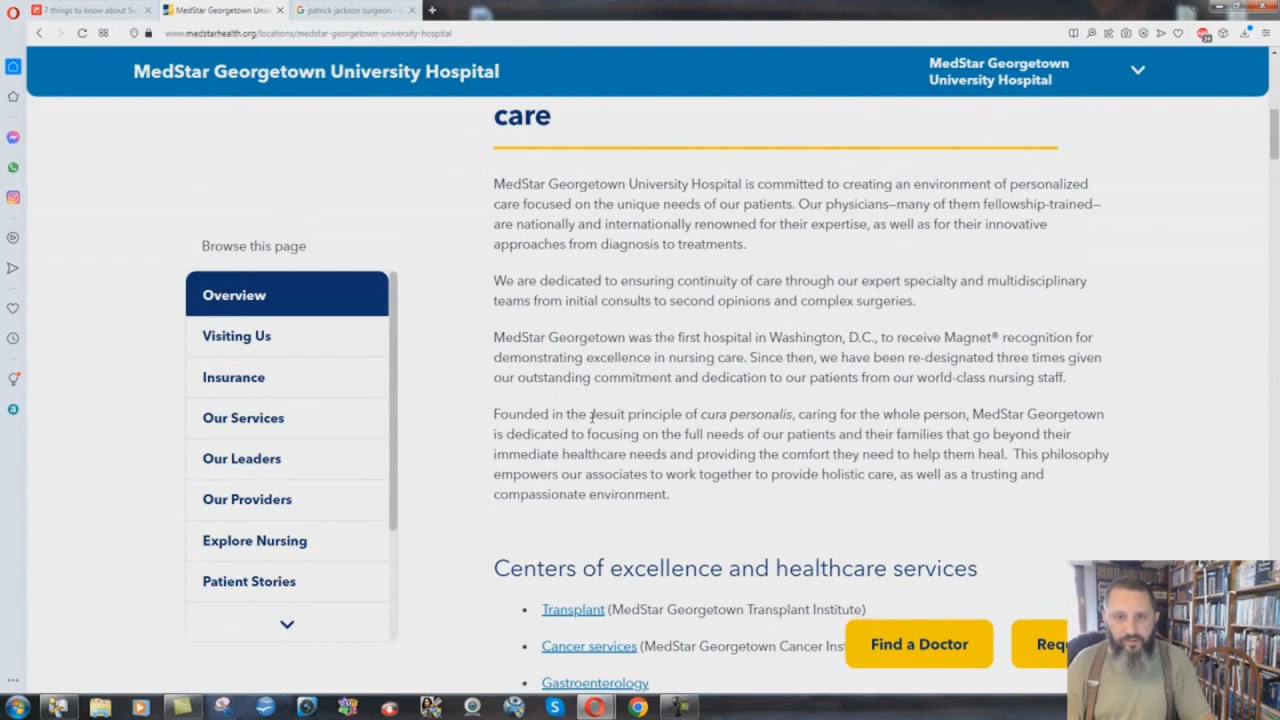 7 things to know about Su
MedStar Georgetown Univ
patrick jackson surgeon - G
www.medstarhealth.org/locations/medstar-georgetown-university-hospital
MedStar Georgetown University Hospital
MedStar Georgetown
University Hospital
care
MedStar Georgetown University Hospital is committed to creating an environment of personalized
care focused on the unique needs of our patients. Our physicians—many of them fellowship-trained—
are nationally and internationally renowned for their expertise, as well as for their innovative
approaches from diagnosis to treatments.
We are dedicated to ensuring continuity of care through our expert specialty and multidisciplinary
teams from initial consults to second opinions and complex surgeries.
MedStar Georgetown was the first hospital in Washington, D.C., to receive Magnet® recognition for
demonstrating excellence in nursing care. Since then, we have been re-designated three times given
our outstanding commitment and dedication to our patients from our world-class nursing staff.
Founded in the Jesuit principle of cura personalis, caring for the whole person, MedStar Georgetown
is dedicated to focusing on the full needs of our patients and their families that go beyond their
immediate healthcare needs and providing the comfort they need to help them heal. This philosophy
empowers our associates to work together to provide holistic care, as well as a trusting and
compassionate environment.
Browse this page
Overview
Visiting Us
Insurance
Our Services
Our Leaders
Our Providers
Explore Nursing
Patient Stories
Centers of excellence and healthcare services
Transplant (MedStar Georgetown Transplant Institute)
Cancer services (MedStar Georgetown Cancer Ins
Gastroenterology
Find a Doctor
Requ